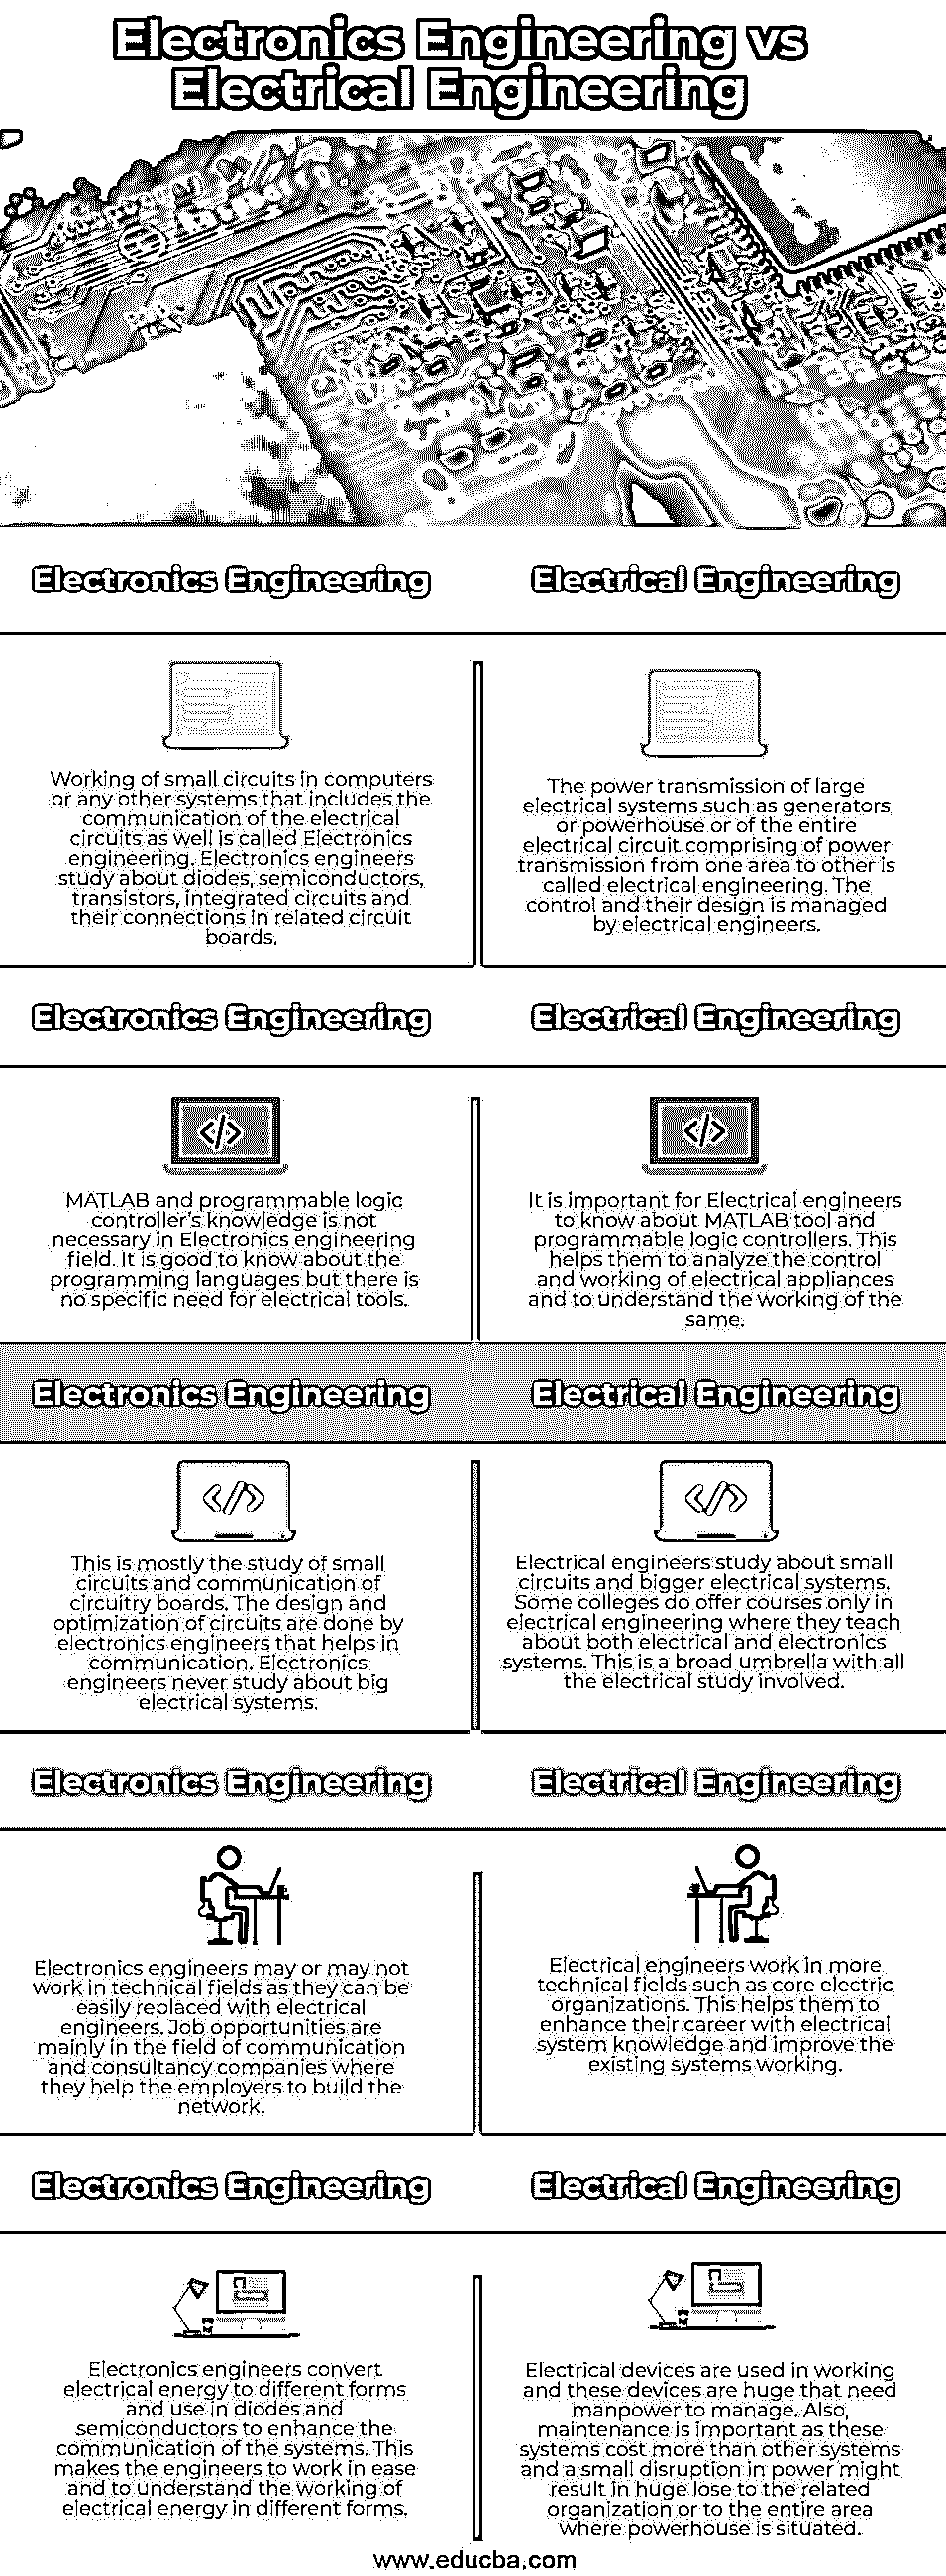 Electronics Engineering vs
Electrical Engineering
Electronics Engineering
Electrical Engineering
Working of small circuits in computers
or any other systems that includes the
communication of the electrical
circuits as well is called Electronics
engineering. Electronics engineers
study about diodes, semiconductors,
transistors, integrated circuits and
their connections in related circuit
boards.
The power transmission of large
electrical systems such as generators
or powerhouse or of the entire
electrical circuit comprising of power
transmission from one area to other is
called electrical engineering. The
control and their design is managed
by electrical engineers.
Electronics Engineering
Electrical Engineering
MATLAB and programmable logic
controller's knowledge is not
necessary in Electronics engineering
field. It is good to know about the
programming languages but there is
no specific need for electrical tools.
It is important for Electrical engineers
to know about MATLAB tool and
programmable logic controllers. This
helps them to analyze the control
and working of electrical appliances
and to understand the working of the
same.
Electronics Engineering
Electrical Engineering
This is mostly the study of small
circuits and communication of
circuitry boards. The design and
optimization of circuits are done by
electronics engineers that helps in
communication. Electronics
engineers never study about big
electrical systems.
Electrical engineers study about small
circuits and bigger electrical systems.
Some colleges do offer courses only in
electrical engineering where they teach
about both electrical and electronics
systems. This is a broad umbrella with all
the electrical study involved.
Electronics Engineering
Electrical Engineering
Electronics engineers may or may not
work in technical fields as they can be
easily replaced with electrical
engineers. Job opportunities are
mainly in the field of communication
and consultancy companies where
they help the employers to build the
network.
Electrical engineers work in more
technical fields such as core electric
organizations. This helps them to
enhance their career with electrical
system knowledge and improve the
existing systems working.
Electronics Engineering
Electrical Engineering
Electronics engineers convert
electrical energy to different forms
and use in diodes and
semiconductors to enhance the
communication of the systems. This
makes the engineers to work in ease
and to understand the working of
electrical energy in different forms.
Electrical devices are used in working
and these devices are huge that need
manpower to manage. Also,
maintenance is important as these
systems cost more than other systems
and a small disruption in power might
result in huge lose to the related
organization or to the entire area
where powerhouse is situated.
www.educba.com